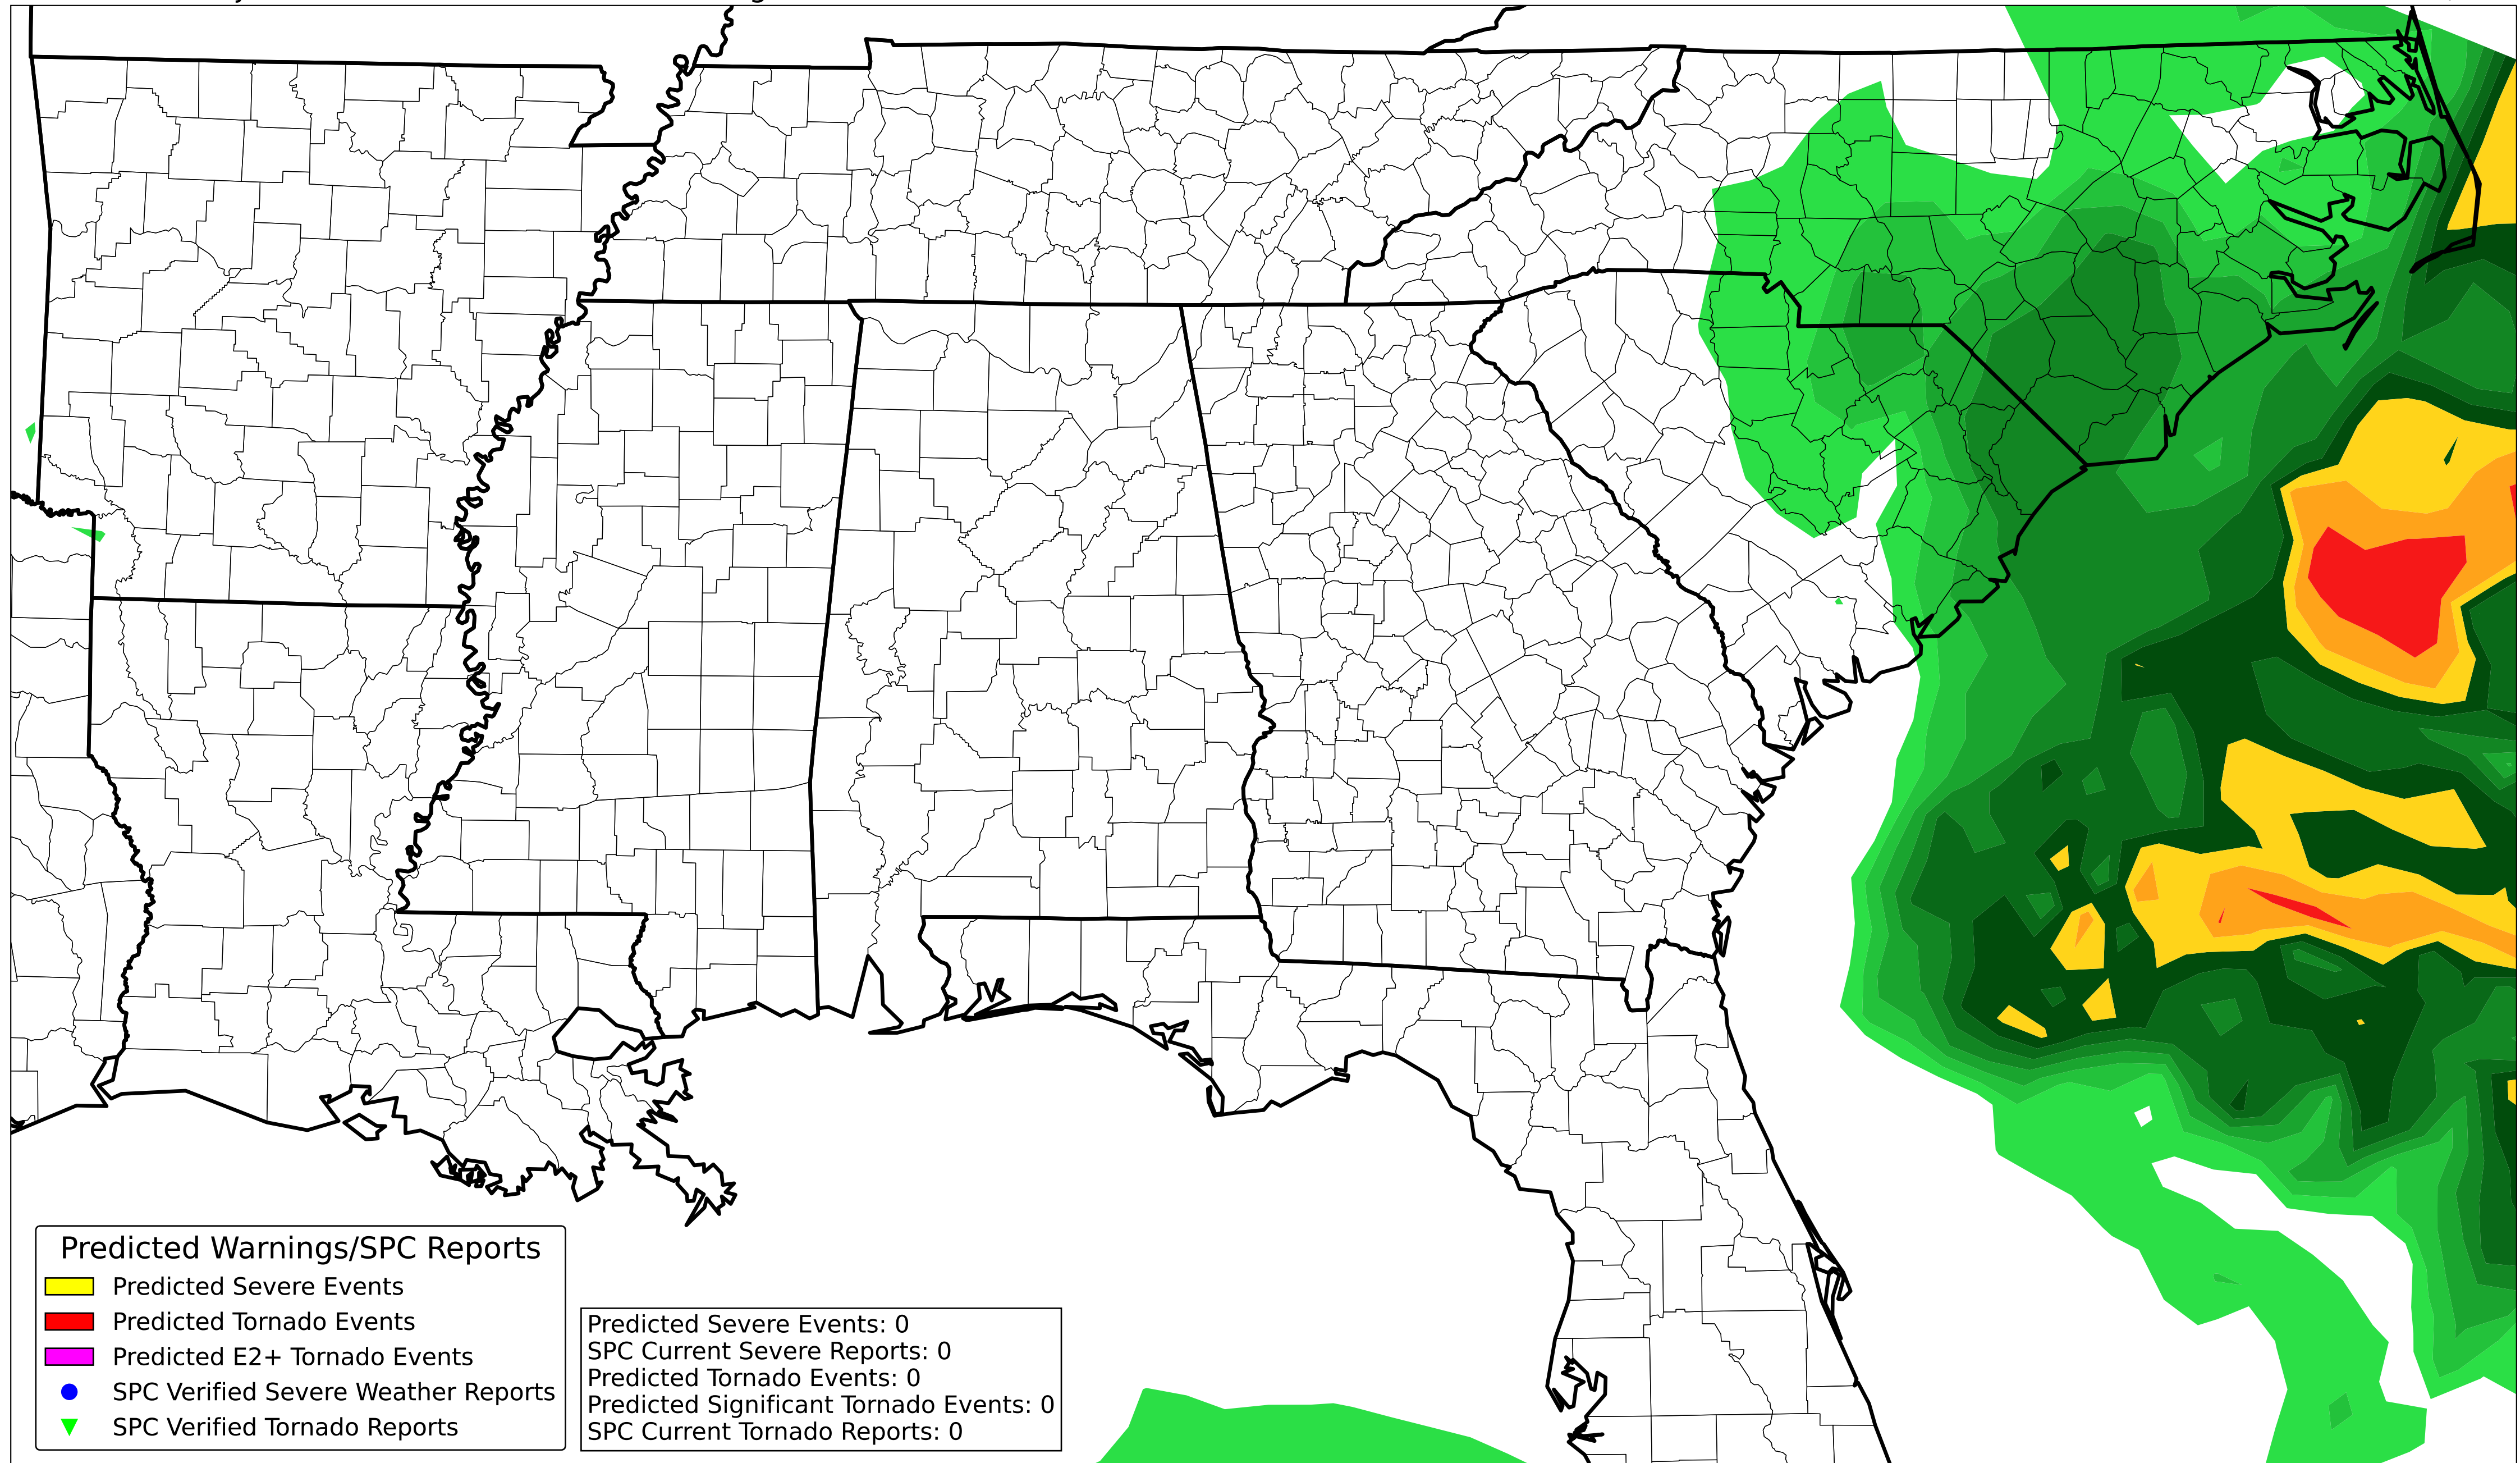 Predicted Warnings/SPC Reports
Predicted Severe Events
Predicted Tornado Events
Predicted E2+ Tornado Events
SPC Verified Severe Weather Reports
SPC Verified Tornado Reports
Predicted Severe Events: 0
SPC Current Severe Reports: 0
Predicted Tornado Events: 0
Predicted Significant Tornado Events: 0
SPC Current Tornado Reports: 0